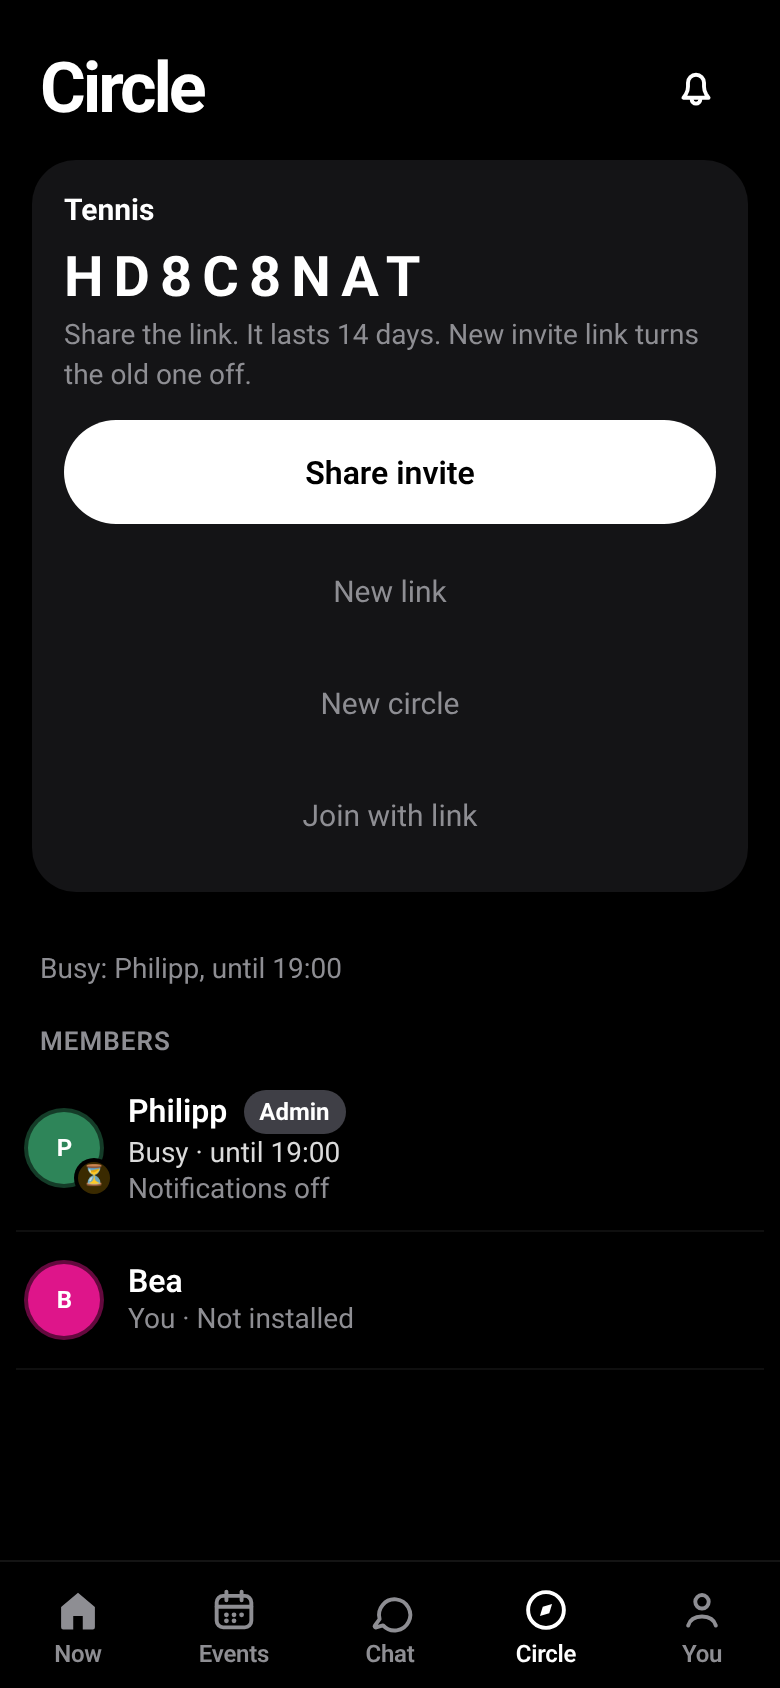 Circle
Tennis
HD8C8NAT
Share the link. It lasts 14 days. New invite link turns
the old one off.
Share invite
New link
New circle
Join with link
Busy: Philipp, until 19:00
MEMBERS
P
Philipp Admin
Busy · until 19:00
Notifications off
B
Bea
You · Not installed
Now Events Chat Circle You